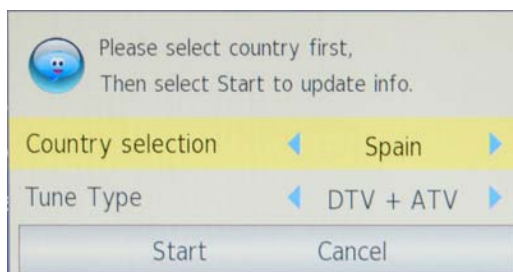 Please select country first,
Then select Start to update info.
Country selection Spain
Tune Type DTV + ATV
Start Cancel